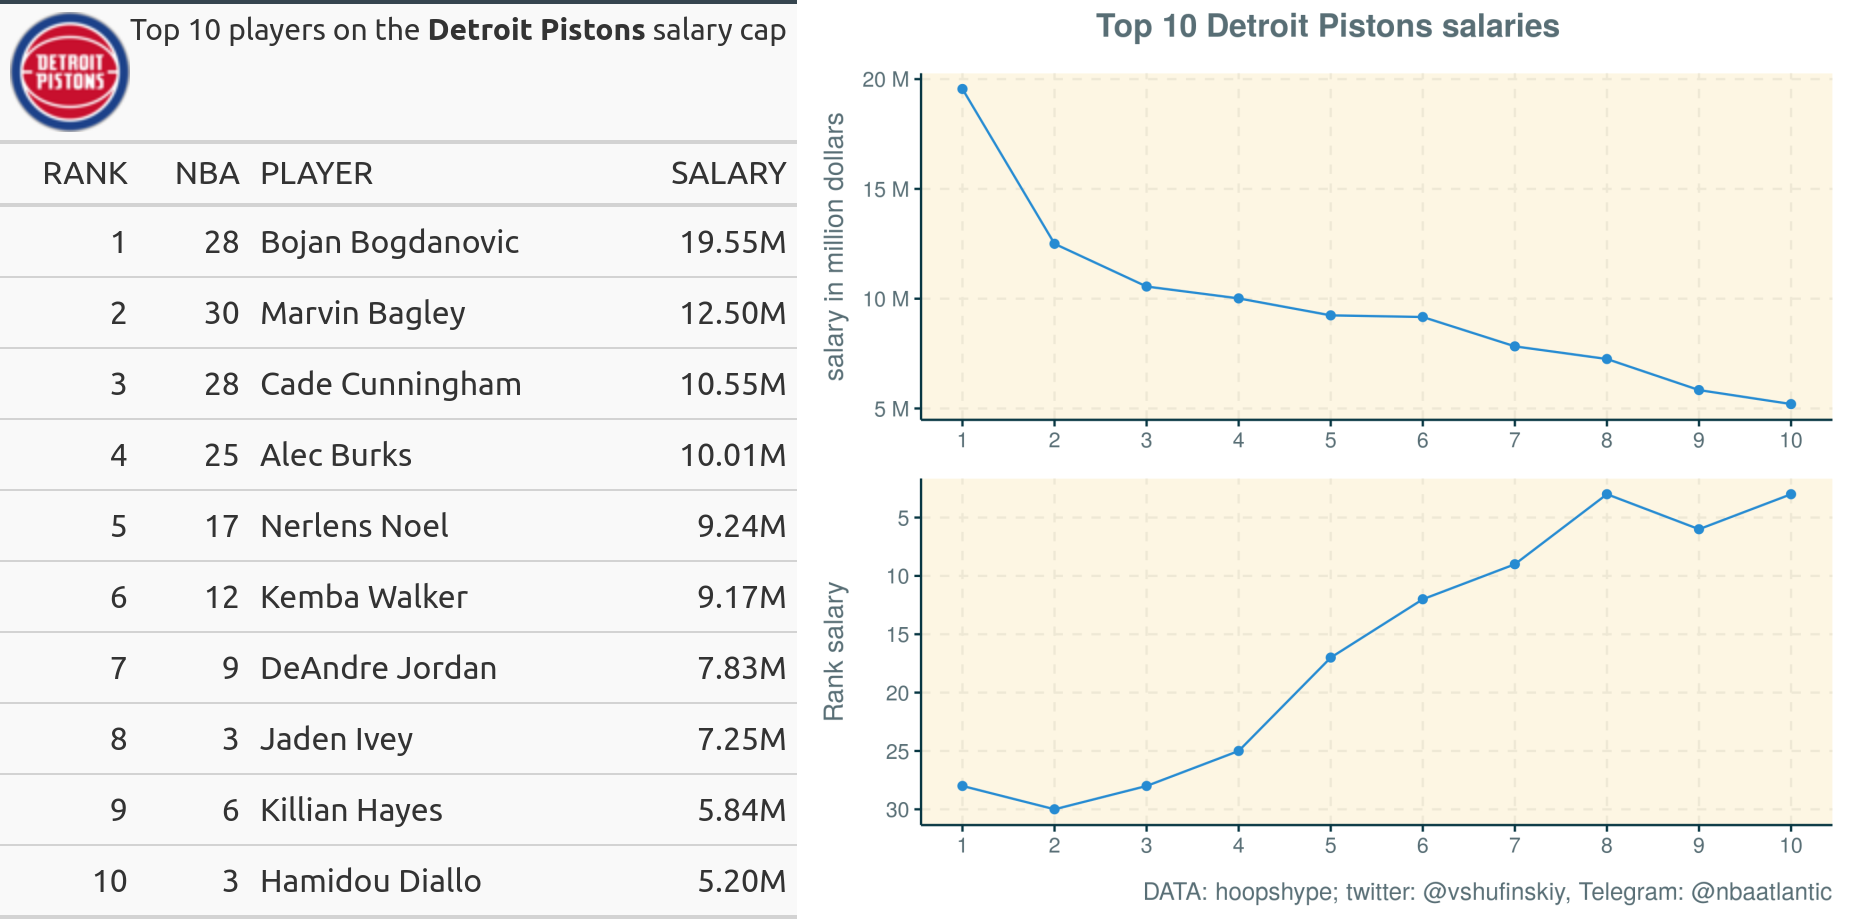 Top 10 players on the Detroit Pistons salary cap
DETROIT
PISTONS
RANK NBA PLAYER SALARY
1 28 Bojan Bogdanovic 19.55M
2 30 Marvin Bagley 12.50M
3 28 Cade Cunningham 10.55M
4 25 Alec Burks 10.01M
5 17 Nerlens Noel 9.24M
6 12 Kemba Walker 9.17M
7 9 DeAndre Jordan 7.83M
8 3 Jaden Ivey 7.25M
9 6 Killian Hayes 5.84M
10 3 Hamidou Diallo 5.20M
Top 10 Detroit Pistons salaries
salary in million dollars
20 M
15 M
10 M
5 M
1 2 3 4 5 6 7 8 9 10
Rank salary
5
10
15
20
25
30
1 2 3 4 5 6 7 8 9 10
DATA: hoopshype; twitter: @vshufinskiy, Telegram: @nbaatlantic